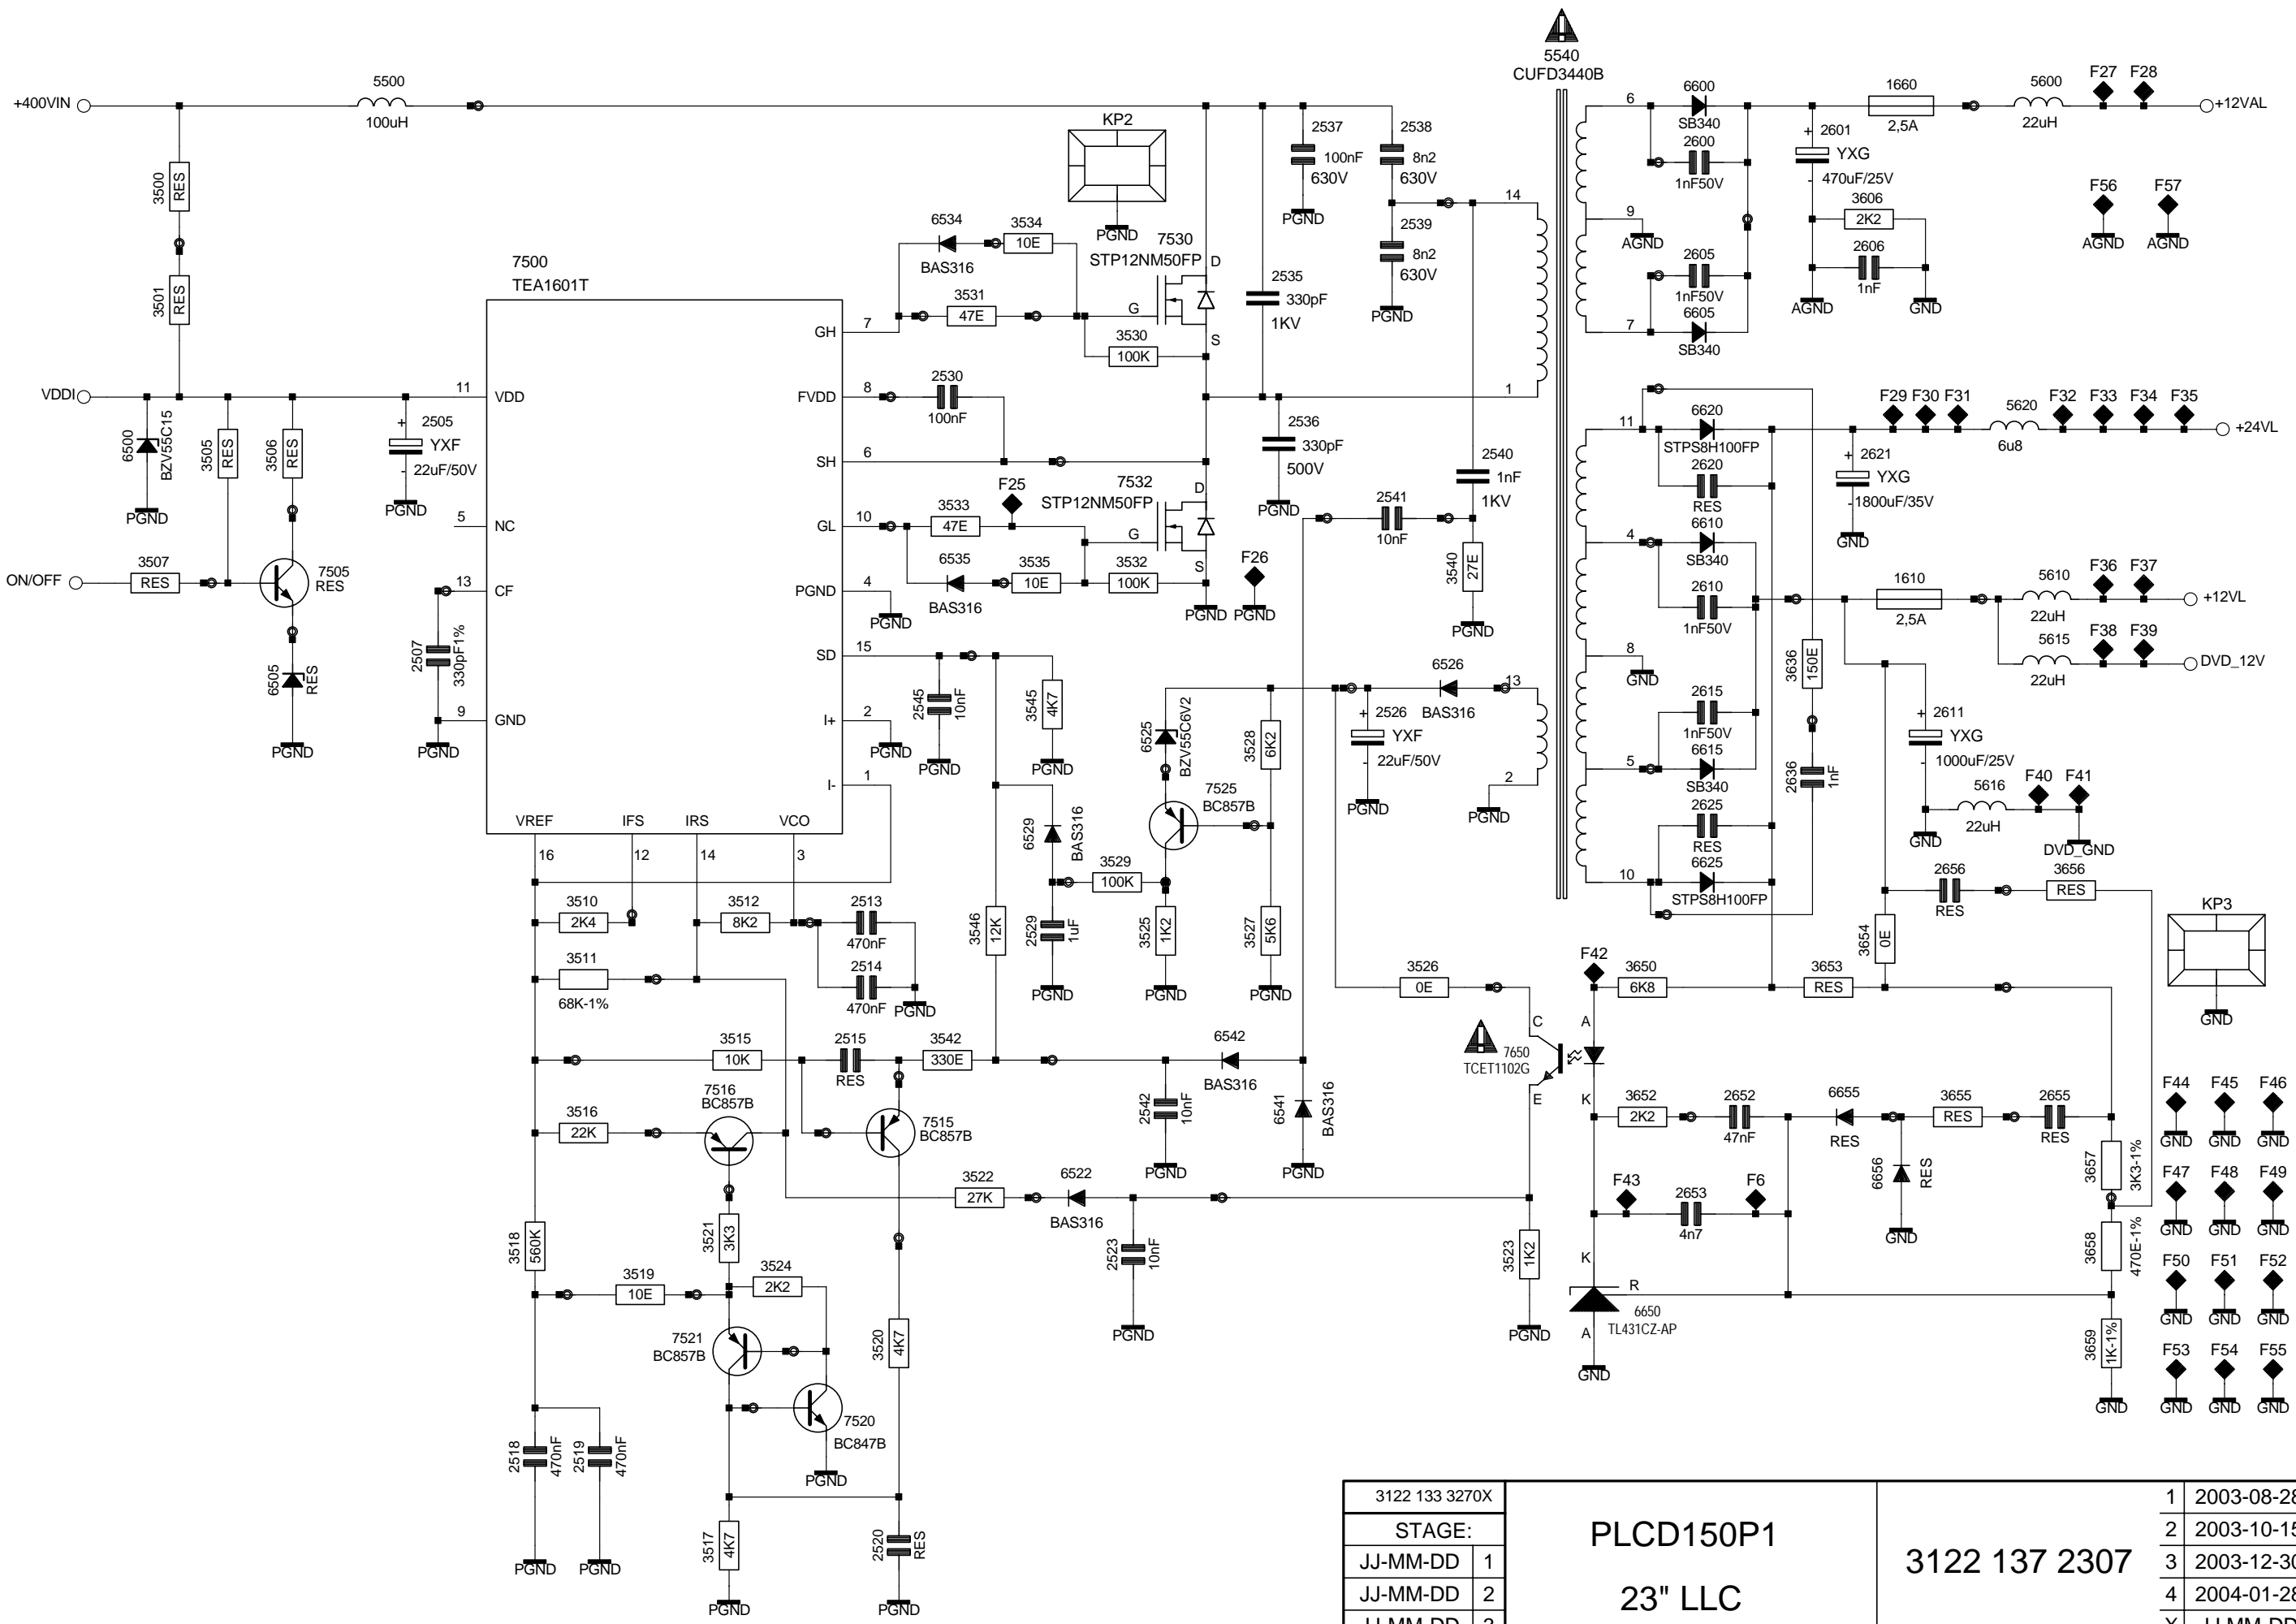 5540
CUFD3440B
+400VIN
5500
100uH
KP2
PGND
2537
100nF
630V
PGND
2538
8n2
630V
2539
8n2
630V
PGND
14
6
6600
SB340
2600
1nF50V
9
AGND
2605
1nF50V
6605
SB340
7
1660
2,5A
5600
22uH
F27
F28
+12VAL
+
2601
YXG
-
470uF/25V
3606
2K2
2606
1nF
AGND
GND
F56
AGND
F57
AGND
3500
RES
3501
RES
VDDI
6500
BZV55C15
PGND
3505
RES
3506
RES
+
2505
YXF
-
22uF/50V
PGND
ON/OFF
3507
RES
7505
RES
6505
RES
PGND
7500
TEA1601T
11
VDD
5
NC
13
CF
9
GND
2507
330pF1%
PGND
GH
7
FVDD
8
SH
6
GL
10
PGND
4
PGND
SD
15
I+
2
PGND
I-
1
VREF
16
IFS
12
IRS
14
VCO
3
6534
BAS316
3534
10E
3531
47E
7530
STP12NM50FP
D
G
S
3530
100K
2530
100nF
2535
330pF
1KV
1
2536
330pF
500V
PGND
F25
3533
47E
6535
BAS316
3535
10E
7532
STP12NM50FP
D
G
S
3532
100K
PGND
F26
PGND
2540
1nF
1KV
2541
10nF
3540
27E
PGND
11
6620
STPS8H100FP
2620
RES
4
6610
SB340
2610
1nF50V
8
GND
2615
1nF50V
6615
SB340
5
2625
RES
6625
STPS8H100FP
10
F29
F30
F31
5620
6u8
F32
F33
F34
F35
+24VL
+
2621
YXG
-
1800uF/35V
GND
1610
2,5A
5610
22uH
F36
F37
+12VL
5615
22uH
F38
F39
DVD_12V
3636
150E
2636
1nF
+
2611
YXG
-
1000uF/25V
GND
5616
22uH
F40
F41
DVD_GND
2656
RES
3656
RES
3654
0E
KP3
GND
2545
10nF
PGND
3545
4K7
PGND
6529
BAS316
3529
100K
2529
1uF
PGND
3546
12K
6525
BZV55C6V2
7525
BC857B
3525
1K2
PGND
3528
6K2
3527
5K6
PGND
+
2526
YXF
-
22uF/50V
PGND
6526
BAS316
13
2
PGND
3510
2K4
3511
68K-1%
3512
8K2
2513
470nF
2514
470nF
PGND
3515
10K
2515
RES
3542
330E
7516
BC857B
3516
22K
7515
BC857B
2542
10nF
PGND
6542
BAS316
6541
BAS316
PGND
3526
0E
C
7650
TCET1102G
E
A
K
F42
3650
6K8
3653
RES
3652
2K2
2652
47nF
6655
RES
3655
RES
2655
RES
6656
RES
GND
F43
2653
4n7
F6
3657
3K3-1%
3658
470E-1%
3659
1K-1%
GND
K
R
6650
TL431CZ-AP
A
GND
3522
27K
6522
BAS316
2523
10nF
PGND
3523
1K2
PGND
3518
560K
3519
10E
3521
3K3
3524
2K2
7521
BC857B
7520
BC847B
PGND
3520
4K7
2518
470nF
PGND
2519
470nF
PGND
3517
4K7
PGND
2520
RES
PGND
F44
F45
F46
GND
GND
GND
F47
F48
F49
GND
GND
GND
F50
F51
F52
GND
GND
GND
F53
F54
F55
GND
GND
GND
3122 133 3270X
STAGE:
JJ-MM-DD 1
JJ-MM-DD 2
PLCD150P1
23" LLC
3122 137 2307
1 2003-08-28
2 2003-10-15
3 2003-12-30
4 2004-01-28